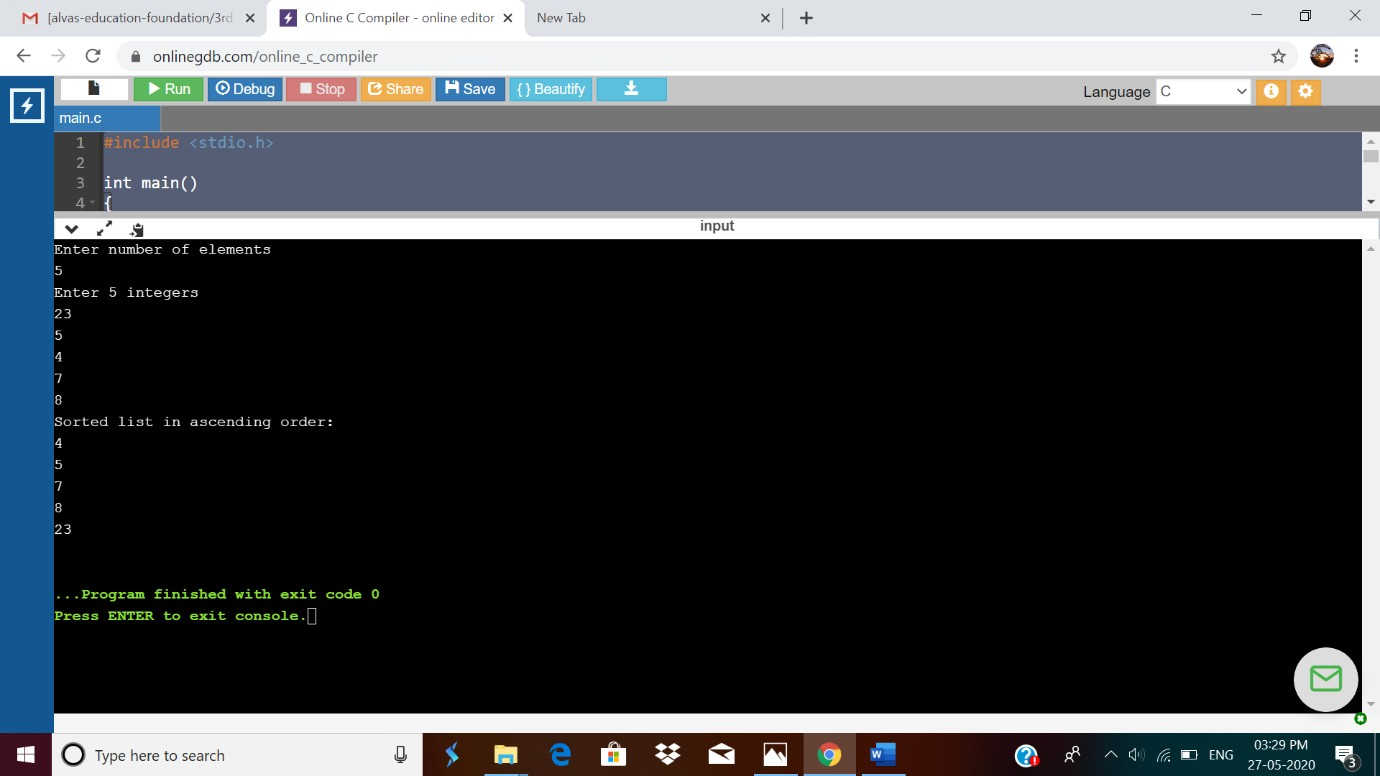 [alvas-education-foundation/3rd
Online C Compiler - online editor
New Tab
onlinegdb.com/online_c_compiler
Run Debug Stop Share Save {} Beautify
Language C
main.c
1 #include <stdio.h>
2
3 int main()
4 {
input
Enter number of elements
5
Enter 5 integers
23
5
4
7
8
Sorted list in ascending order:
4
5
7
8
23
...Program finished with exit code 0
Press ENTER to exit console.
Type here to search
ENG
03:29 PM
27-05-2020
3